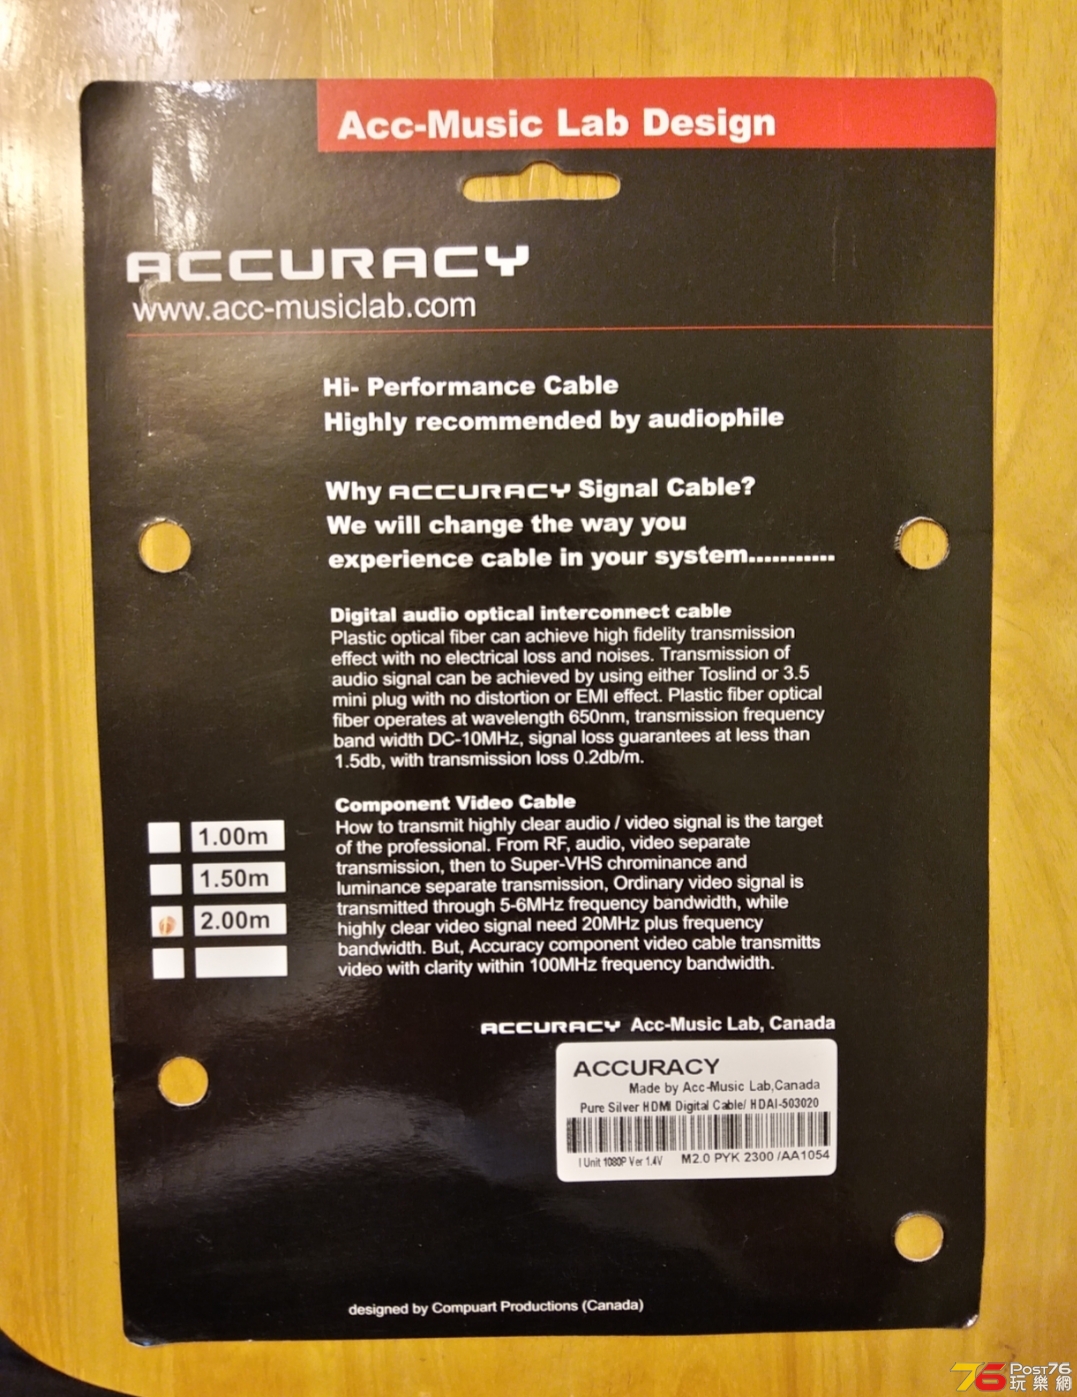 Acc-Music Lab Design
ACCURACY
www.acc-musiclab.com
Hi- Performance Cable
Highly recommended by audiophile
Why ACCURACY Signal Cable?
We will change the way you
experience cable in your system...........
Digital audio optical interconnect cable
Plastic optical fiber can achieve high fidelity transmission
effect with no electrical loss and noises. Transmission of
audio signal can be achieved by using either Toslind or 3.5
mini plug with no distortion or EMI effect. Plastic fiber optical
fiber operates at wavelength 650nm, transmission frequency
band width DC-10MHz, signal loss guarantees at less than
1.5db, with transmission loss 0.2db/m.
Component Video Cable
How to transmit highly clear audio / video signal is the target
of the professional. From RF, audio, video separate
transmission, then to Super-VHS chrominance and
luminance separate transmission, Ordinary video signal is
transmitted through 5-6MHz frequency bandwidth, while
highly clear video signal need 20MHz plus frequency
bandwidth. But, Accuracy component video cable transmitts
video with clarity within 100MHz frequency bandwidth.
1.00m
1.50m
2.00m
ACCURACY Acc-Music Lab, Canada
ACCURACY
Made by Acc-Music Lab,Canada
Pure Silver HDMI Digital Cable/ HDAI-503020
1 Unit 1080P Ver 1.4V M2.0 PYK 2300 /AA1054
designed by Compuart Productions (Canada)
76 POST76
玩樂網